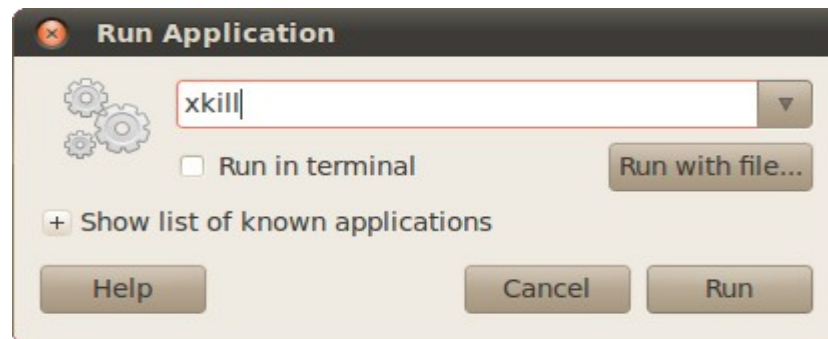 Run Application
xkill
Run in terminal
Run with file...
+ Show list of known applications
Help
Cancel
Run